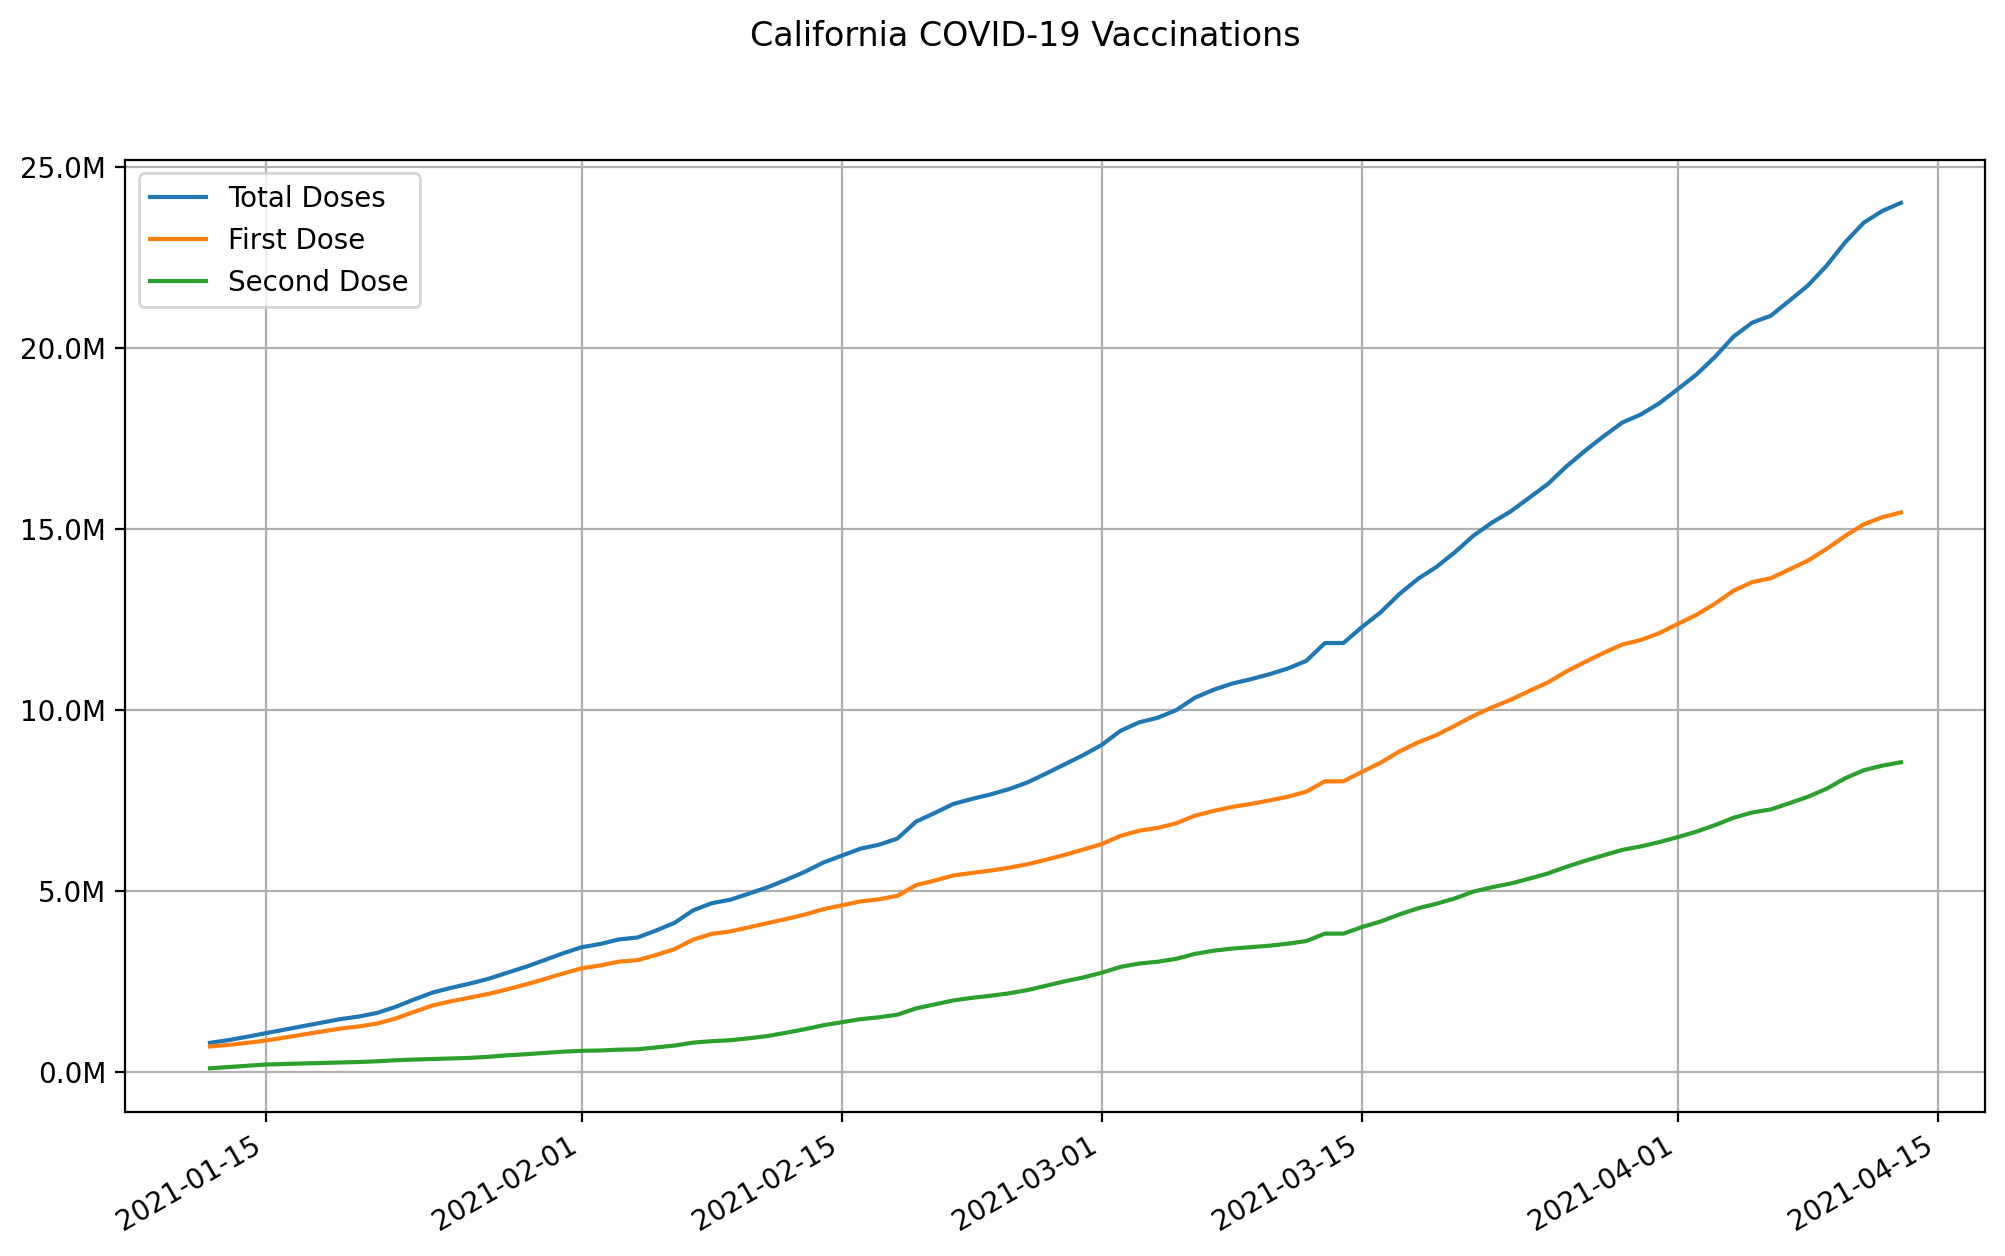 California COVID-19 Vaccinations
25.0M
20.0M
15.0M
10.0M
5.0M
0.0M
Total Doses
First Dose
Second Dose
2021-01-15
2021-02-01
2021-02-15
2021-03-01
2021-03-15
2021-04-01
2021-04-15